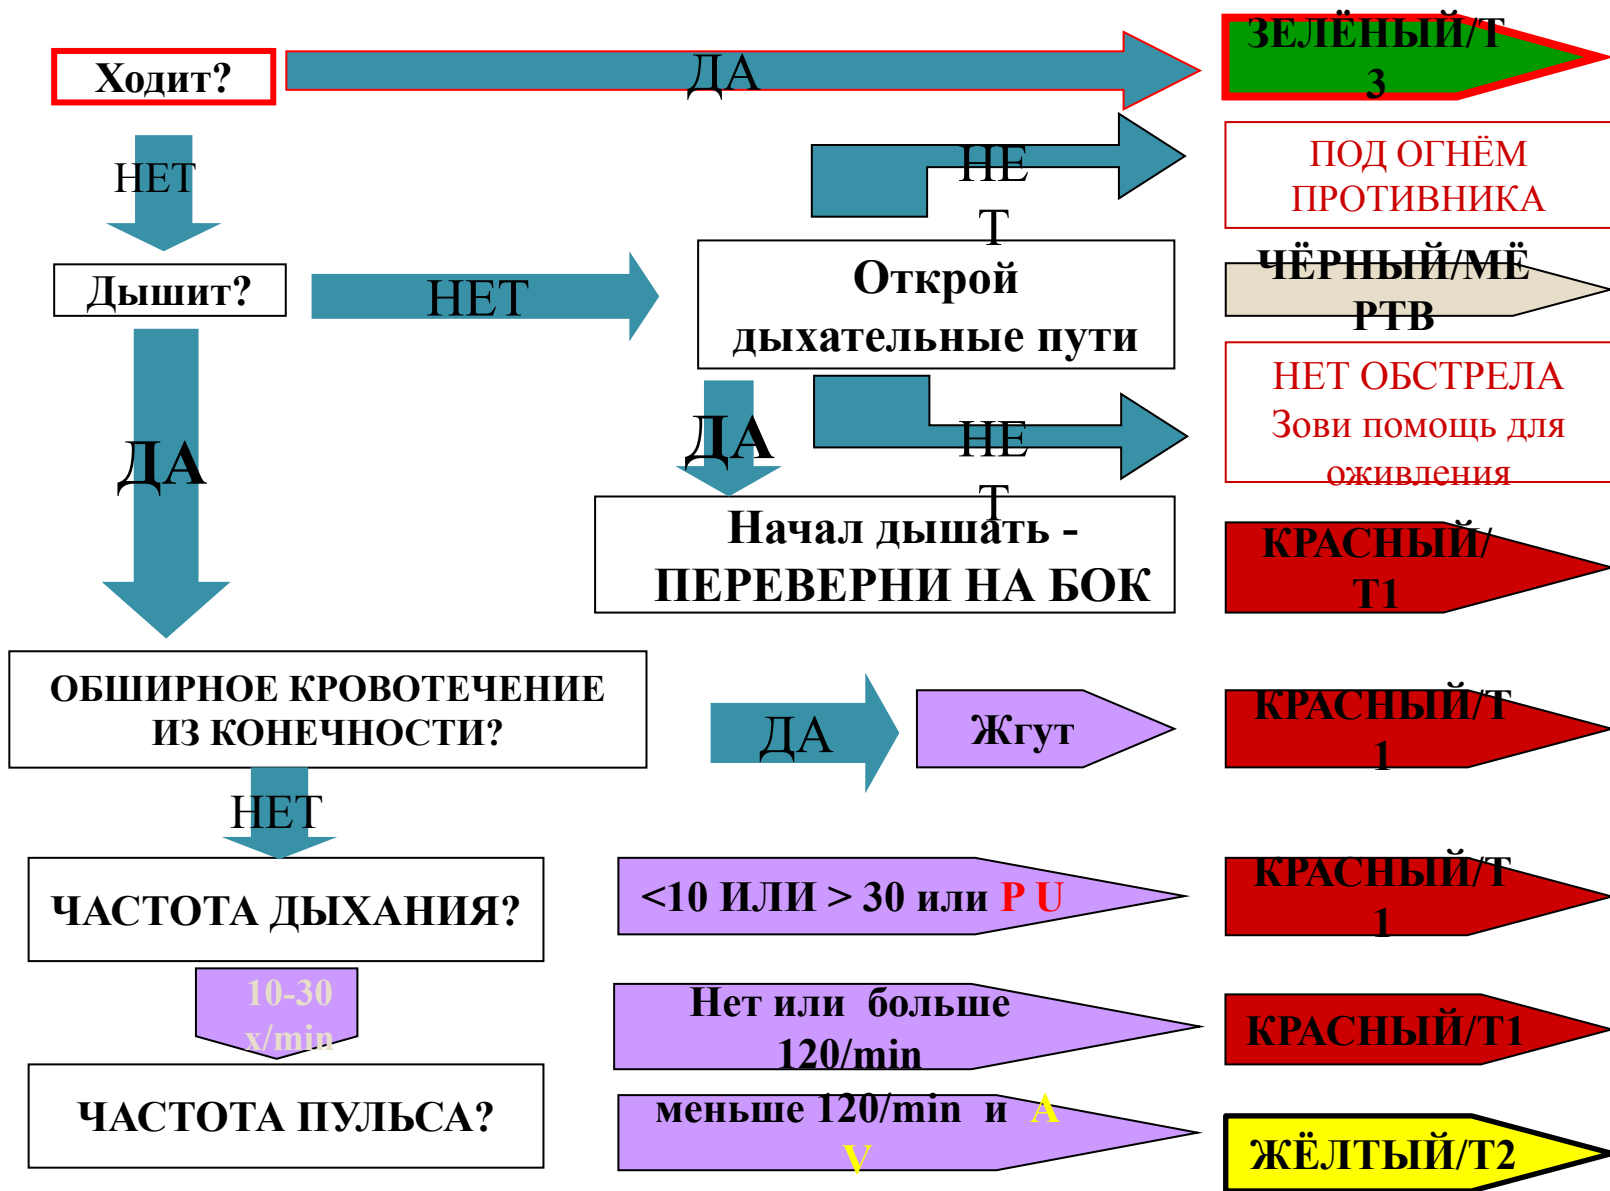 Ходит?
ДА
ЗЕЛЁНЫЙ/Т
3
НЕТ
НЕ
Т
ПОД ОГНЁМ
ПРОТИВНИКА
Дышит?
НЕТ
Открой
дыхательные пути
ЧЁРНЫЙ/МЁ
РТВ
ДА
ДА
НЕ
Т
НЕТ ОБСТРЕЛА
Зови помощь для
оживления
Начал дышать -
ПЕРЕВЕРНИ НА БОК
КРАСНЫЙ/
Т1
ОБШИРНОЕ КРОВОТЕЧЕНИЕ
ИЗ КОНЕЧНОСТИ?
ДА
Жгут
КРАСНЫЙ/Т
1
НЕТ
ЧАСТОТА ДЫХАНИЯ?
<10 ИЛИ > 30 или P U
КРАСНЫЙ/Т
1
10-30
x/min
Нет или больше
120/min
КРАСНЫЙ/Т1
ЧАСТОТА ПУЛЬСА?
меньше 120/min и A
V
ЖЁЛТЫЙ/Т2